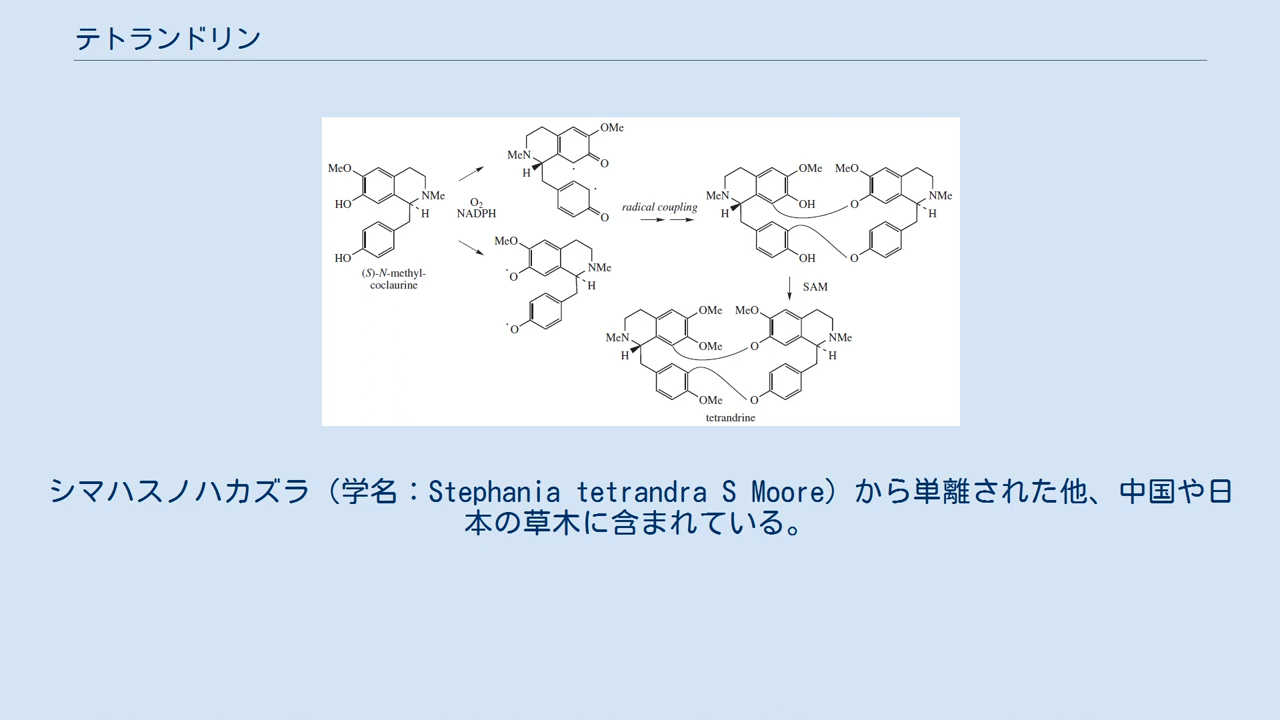 テトランドリン
OMe
MeN
O
H
MeO
HO
NMe
H
HO
(S)-N-methyl-
coclaurine
O2
NADPH
O
MeO
NMe
·O
H
·O
radical coupling
OMe
MeO
MeN
NMe
OH
O
H
H
OH
O
SAM
OMe
MeO
MeN
NMe
OMe
O
H
H
OMe
O
tetrandrine
シマハスノハカズラ（学名：Stephania tetrandra S Moore）から単離された他、中国や日
本の草木に含まれている。